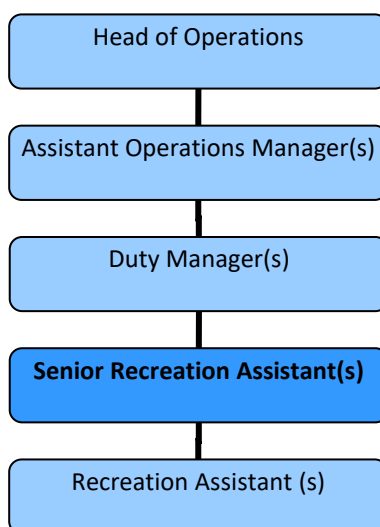 Head of Operations
Assistant Operations Manager(s)
Duty Manager(s)
Senior Recreation Assistant(s)
Recreation Assistant (s)